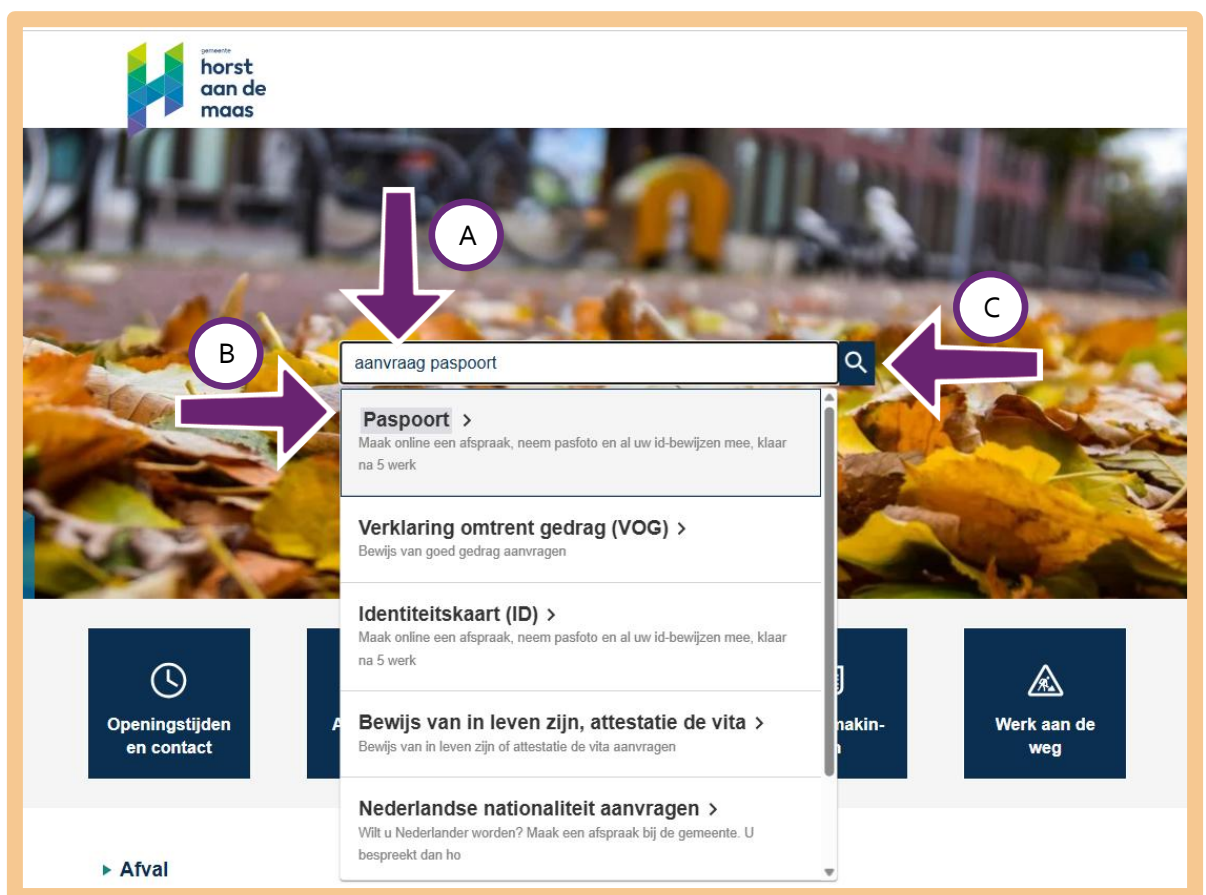 gemeente
horst
aan de
maas
A
B
C
aanvraag paspoort
Paspoort >
Maak online een afspraak, neem pasfoto en al uw id-bewijzen mee, klaar
na 5 werk
Verklaring omtrent gedrag (VOG) >
Bewijs van goed gedrag aanvragen
Identiteitskaart (ID) >
Maak online een afspraak, neem pasfoto en al uw id-bewijzen mee, klaar
na 5 werk
Bewijs van in leven zijn, attestatie de vita >
Bewijs van in leven zijn of attestatie de vita aanvragen
Nederlandse nationaliteit aanvragen >
Wilt u Nederlander worden? Maak een afspraak bij de gemeente. U
bespreekt dan ho
Openingstijden
en contact
A
makin-
Werk aan de
weg
Afval